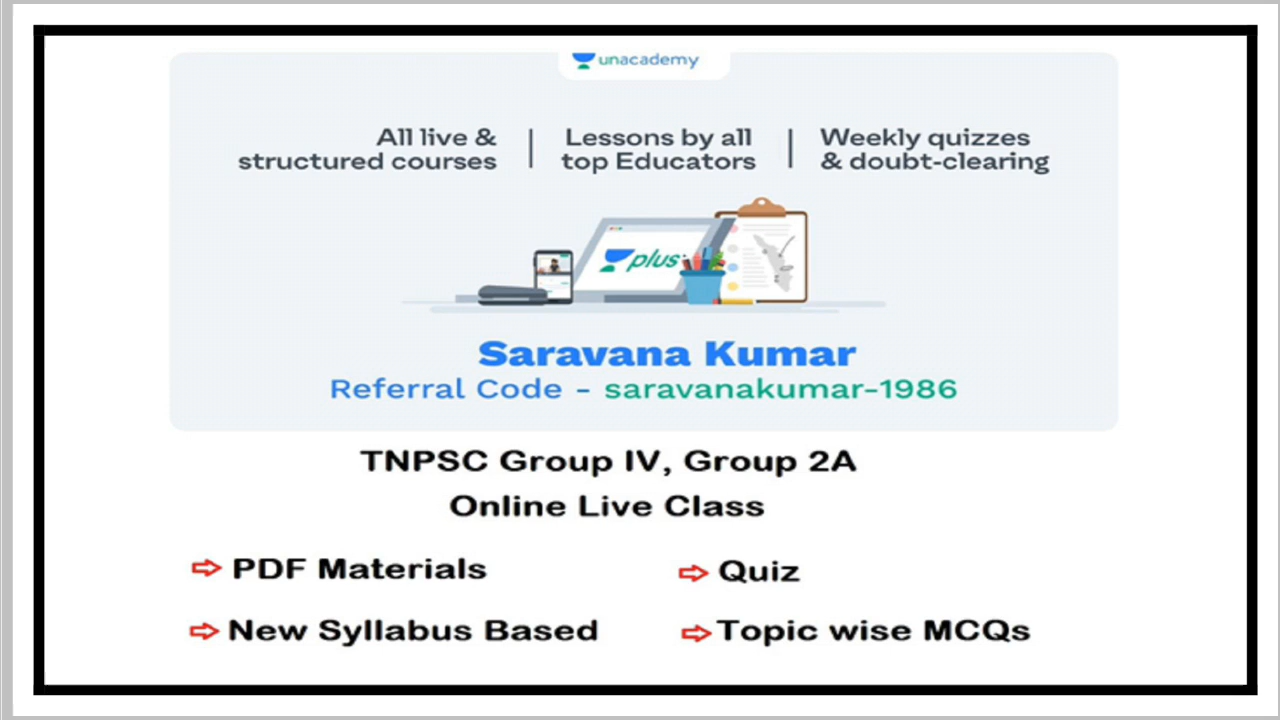 unacademy
All live &
structured courses
Lessons by all
top Educators
Weekly quizzes
& doubt-clearing
plus
Saravana Kumar
Referral Code - saravanakumar-1986
TNPSC Group IV, Group 2A
Online Live Class
⇨ PDF Materials
⇨ Quiz
⇨ New Syllabus Based
⇨ Topic wise MCQs